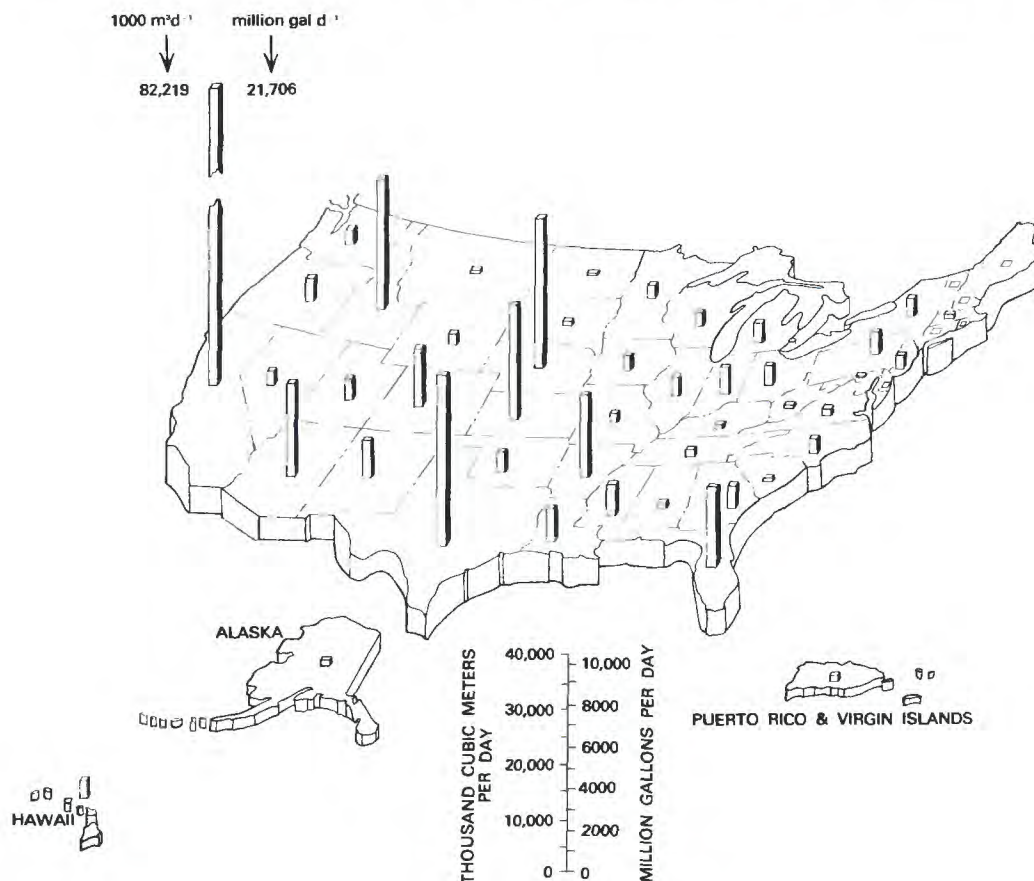 1000 m³d⁻¹
million gal d⁻¹
82,219
21,706
ALASKA
HAWAII
PUERTO RICO & VIRGIN ISLANDS
THOUSAND CUBIC METERS
PER DAY
40,000
30,000
20,000
10,000
0
10,000
8000
6000
4000
2000
0
MILLION GALLONS PER DAY